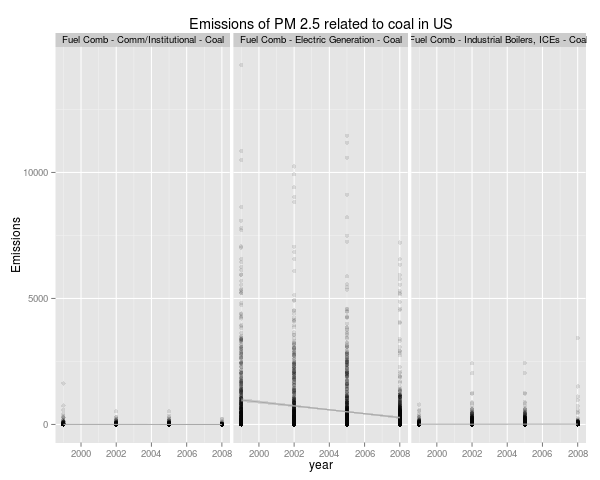 Emissions of PM 2.5 related to coal in US
Fuel Comb - Comm/Institutional - Coal
Fuel Comb - Electric Generation - Coal
Fuel Comb - Industrial Boilers, ICEs - Coal
10000
5000
0
Emissions
2000 2002 2004 2006 2008
2000 2002 2004 2006 2008
2000 2002 2004 2006 2008
year